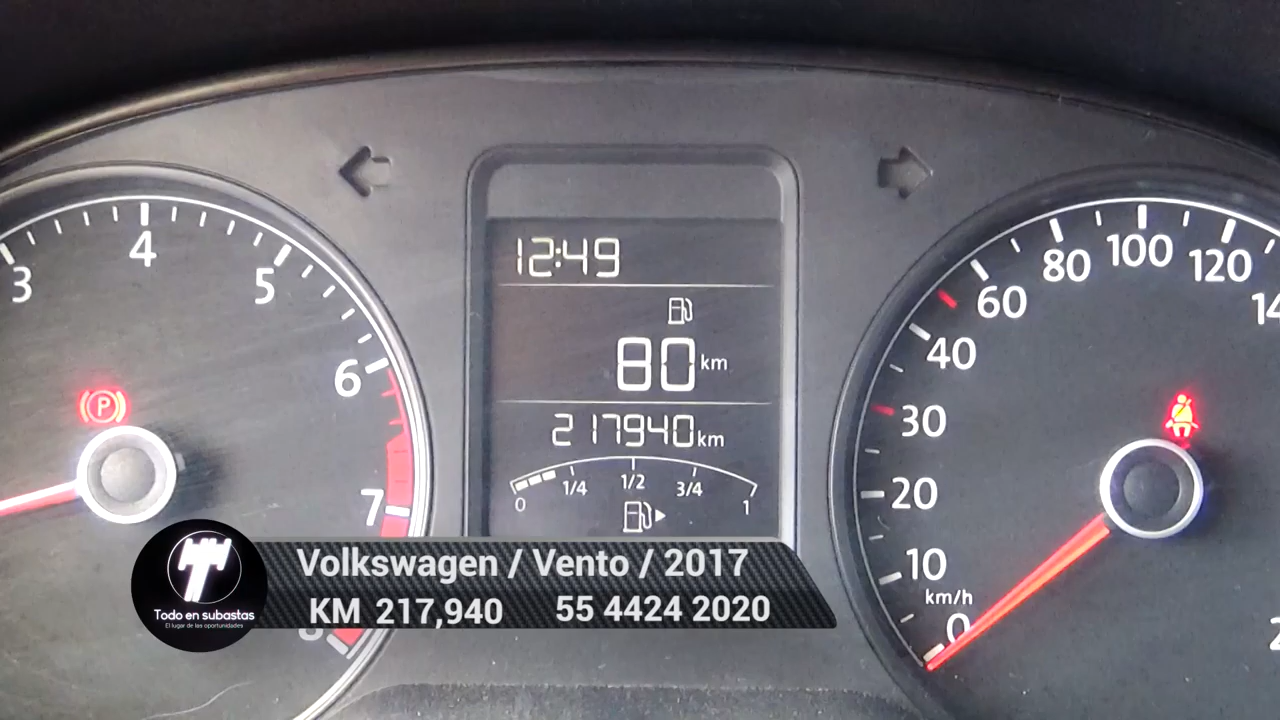 3
4
5
6
7
8
P
12:49
80 km
217940 km
0 1/4 1/2 3/4 1
0
10
20
30
40
60
80
100
120
14
2
km/h
Volkswagen / Vento / 2017
KM 217,940 55 4424 2020
Todo en subastas
El lugar de las oportunidades